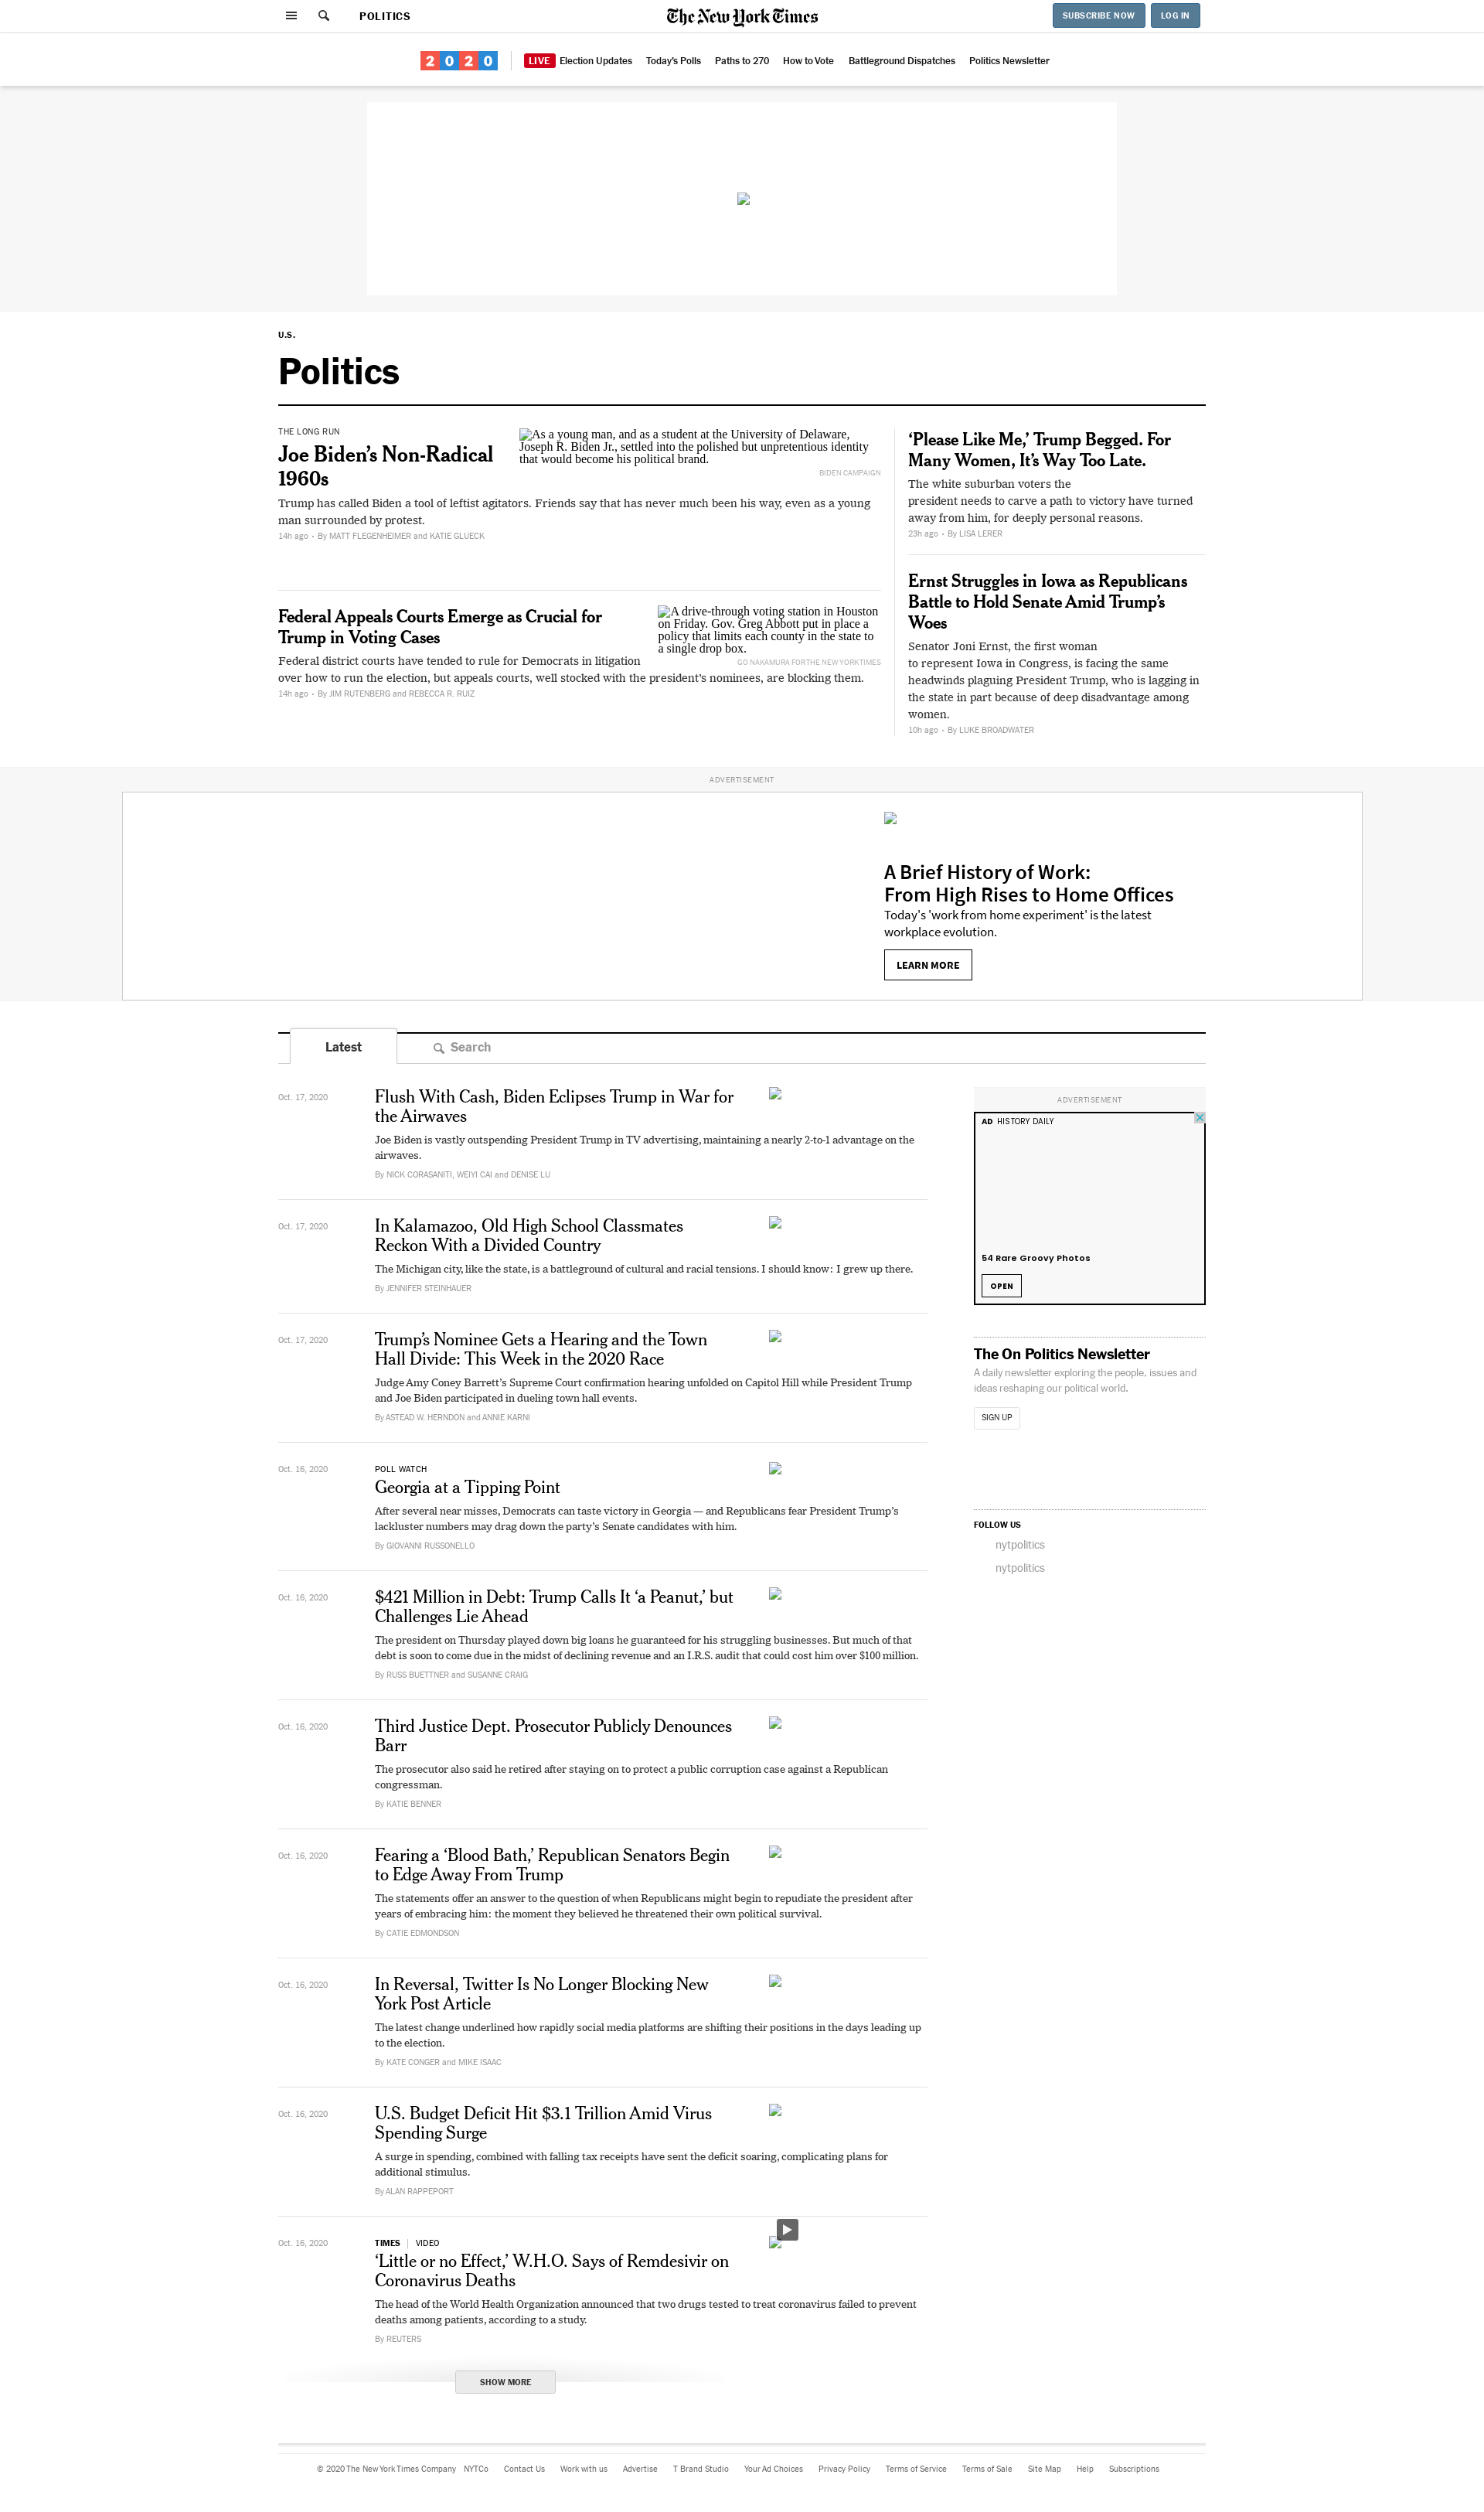 POLITICS
The New York Times
SUBSCRIBE NOW
LOG IN
2020
LIVE Election Updates
Today's Polls
Paths to 270
How to Vote
Battleground Dispatches
Politics Newsletter
U.S.
Politics
THE LONG RUN
Joe Biden’s Non-Radical
1960s
As a young man, and as a student at the University of Delaware,
Joseph R. Biden Jr., settled into the polished but unpretentious identity
that would become his political brand.
BIDEN CAMPAIGN
Trump has called Biden a tool of leftist agitators. Friends say that has never much been his way, even as a young
man surrounded by protest.
14h ago • By MATT FLEGENHEIMER and KATIE GLUECK
Federal Appeals Courts Emerge as Crucial for
Trump in Voting Cases
A drive-through voting station in Houston
on Friday. Gov. Greg Abbott put in place a
policy that limits each county in the state to
a single drop box.
GO NAKAMURA FOR THE NEW YORK TIMES
Federal district courts have tended to rule for Democrats in litigation
over how to run the election, but appeals courts, well stocked with the president’s nominees, are blocking them.
14h ago • By JIM RUTENBERG and REBECCA R. RUIZ
‘Please Like Me,’ Trump Begged. For
Many Women, It’s Way Too Late.
The white suburban voters the
president needs to carve a path to victory have turned
away from him, for deeply personal reasons.
23h ago • By LISA LERER
Ernst Struggles in Iowa as Republicans
Battle to Hold Senate Amid Trump’s
Woes
Senator Joni Ernst, the first woman
to represent Iowa in Congress, is facing the same
headwinds plaguing President Trump, who is lagging in
the state in part because of deep disadvantage among
women.
10h ago • By LUKE BROADWATER
ADVERTISEMENT
A Brief History of Work:
From High Rises to Home Offices
Today's 'work from home experiment' is the latest
workplace evolution.
LEARN MORE
Latest
Search
Oct. 17, 2020
Flush With Cash, Biden Eclipses Trump in War for
the Airwaves
Joe Biden is vastly outspending President Trump in TV advertising, maintaining a nearly 2-to-1 advantage on the
airwaves.
By NICK CORASANITI, WEIYI CAI and DENISE LU
Oct. 17, 2020
In Kalamazoo, Old High School Classmates
Reckon With a Divided Country
The Michigan city, like the state, is a battleground of cultural and racial tensions. I should know: I grew up there.
By JENNIFER STEINHAUER
Oct. 17, 2020
Trump’s Nominee Gets a Hearing and the Town
Hall Divide: This Week in the 2020 Race
Judge Amy Coney Barrett’s Supreme Court confirmation hearing unfolded on Capitol Hill while President Trump
and Joe Biden participated in dueling town hall events.
By ASTEAD W. HERNDON and ANNIE KARNI
Oct. 16, 2020
POLL WATCH
Georgia at a Tipping Point
After several near misses, Democrats can taste victory in Georgia — and Republicans fear President Trump’s
lackluster numbers may drag down the party’s Senate candidates with him.
By GIOVANNI RUSSONELLO
Oct. 16, 2020
$421 Million in Debt: Trump Calls It ‘a Peanut,’ but
Challenges Lie Ahead
The president on Thursday played down big loans he guaranteed for his struggling businesses. But much of that
debt is soon to come due in the midst of declining revenue and an I.R.S. audit that could cost him over $100 million.
By RUSS BUETTNER and SUSANNE CRAIG
Oct. 16, 2020
Third Justice Dept. Prosecutor Publicly Denounces
Barr
The prosecutor also said he retired after staying on to protect a public corruption case against a Republican
congressman.
By KATIE BENNER
Oct. 16, 2020
Fearing a ‘Blood Bath,’ Republican Senators Begin
to Edge Away From Trump
The statements offer an answer to the question of when Republicans might begin to repudiate the president after
years of embracing him: the moment they believed he threatened their own political survival.
By CATIE EDMONDSON
Oct. 16, 2020
In Reversal, Twitter Is No Longer Blocking New
York Post Article
The latest change underlined how rapidly social media platforms are shifting their positions in the days leading up
to the election.
By KATE CONGER and MIKE ISAAC
Oct. 16, 2020
U.S. Budget Deficit Hit $3.1 Trillion Amid Virus
Spending Surge
A surge in spending, combined with falling tax receipts have sent the deficit soaring, complicating plans for
additional stimulus.
By ALAN RAPPEPORT
Oct. 16, 2020
TIMES | VIDEO
‘Little or no Effect,’ W.H.O. Says of Remdesivir on
Coronavirus Deaths
The head of the World Health Organization announced that two drugs tested to treat coronavirus failed to prevent
deaths among patients, according to a study.
By REUTERS
SHOW MORE
ADVERTISEMENT
AD HISTORY DAILY
54 Rare Groovy Photos
OPEN
The On Politics Newsletter
A daily newsletter exploring the people, issues and
ideas reshaping our political world.
SIGN UP
FOLLOW US
nytpolitics
nytpolitics
© 2020 The New York Times Company NYTCo Contact Us Work with us Advertise T Brand Studio Your Ad Choices Privacy Policy Terms of Service Terms of Sale Site Map Help Subscriptions